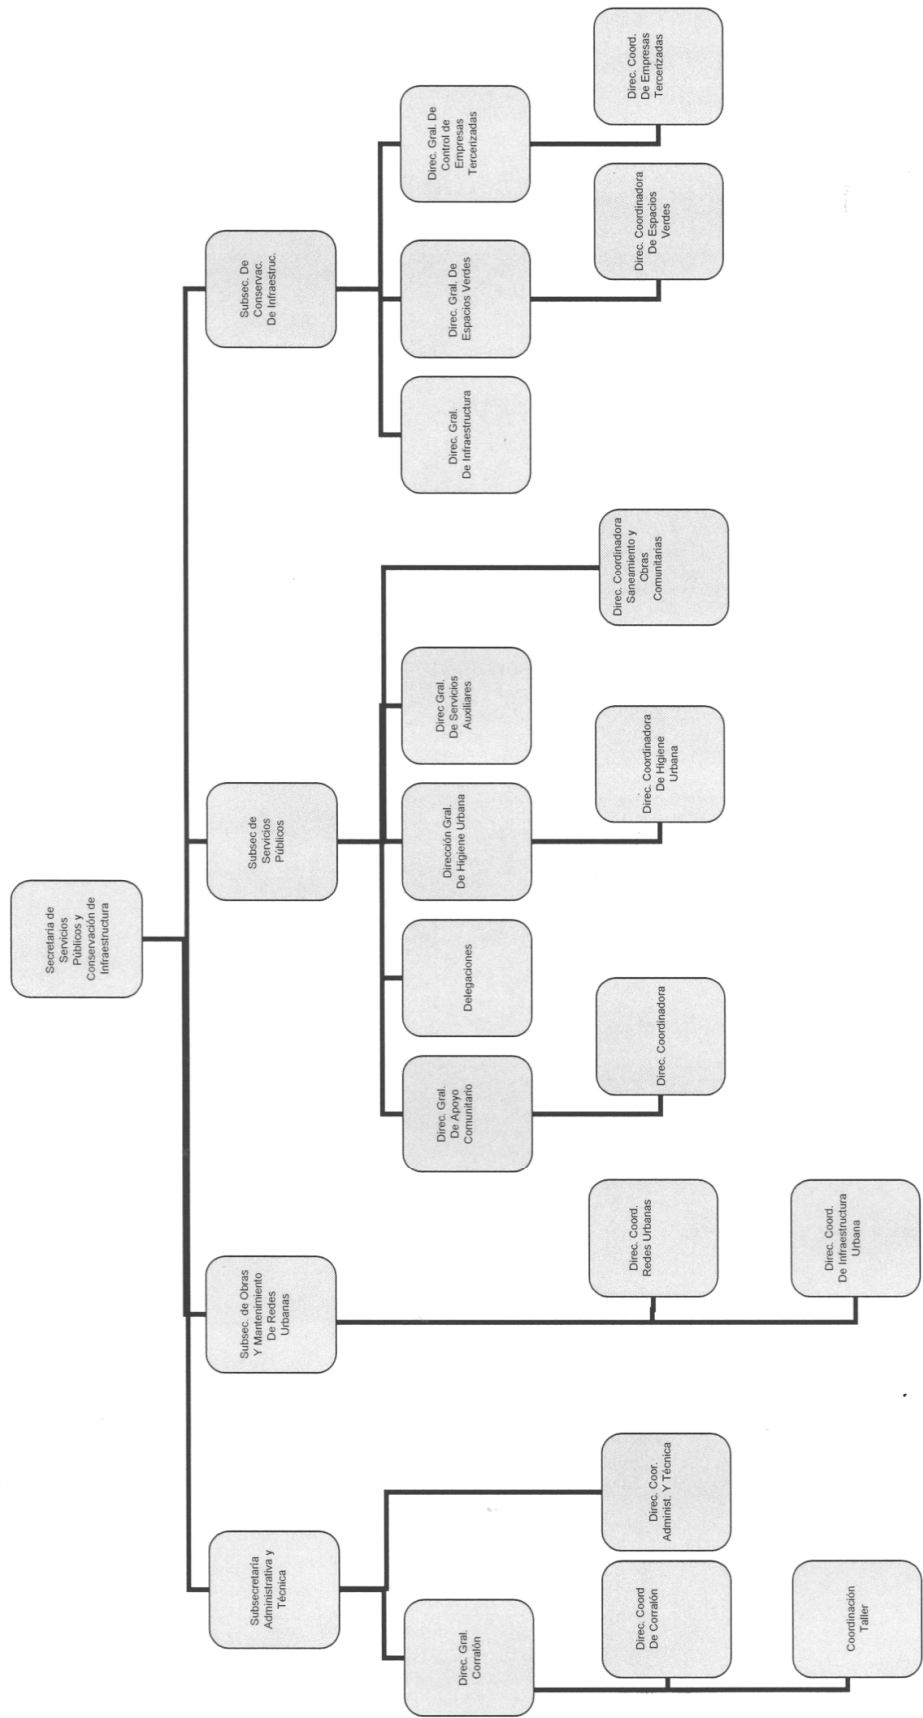 Secretaría de
Servicios
Públicos y
Conservación de
Infraestructura
Subsecretaría
Administrativa y
Técnica
Subsec. de Obras
Y Mantenimiento
De Redes
Urbanas
Subsec de
Servicios
Públicos
Subsec. De
Conservac.
De Infraestruc.
Direc. Gral.
Corralón
Direc. Gral.
De Apoyo
Comunitario
Delegaciones
Dirección Gral.
De Higiene Urbana
Direc Gral.
De Servicios
Auxiliares
Direc. Gral.
De Infraestructura
Direc. Gral. De
Espacios Verdes
Direc. Gral. De
Control de
Empresas
Tercerizadas
Direc. Coord
De Corralón
Direc. Coor.
Administ. Y Técnica
Direc. Coord.
Redes Urbanas
Direc. Coordinadora
Direc. Coordinadora
De Higiene
Urbana
Direc. Coordinadora
Saneamiento y
Obras
Comunitarias
Direc. Coordinadora
De Espacios
Verdes
Direc. Coord.
De Empresas
Tercerizadas
Coordinación
Taller
Direc. Coord.
De Infraestructura
Urbana